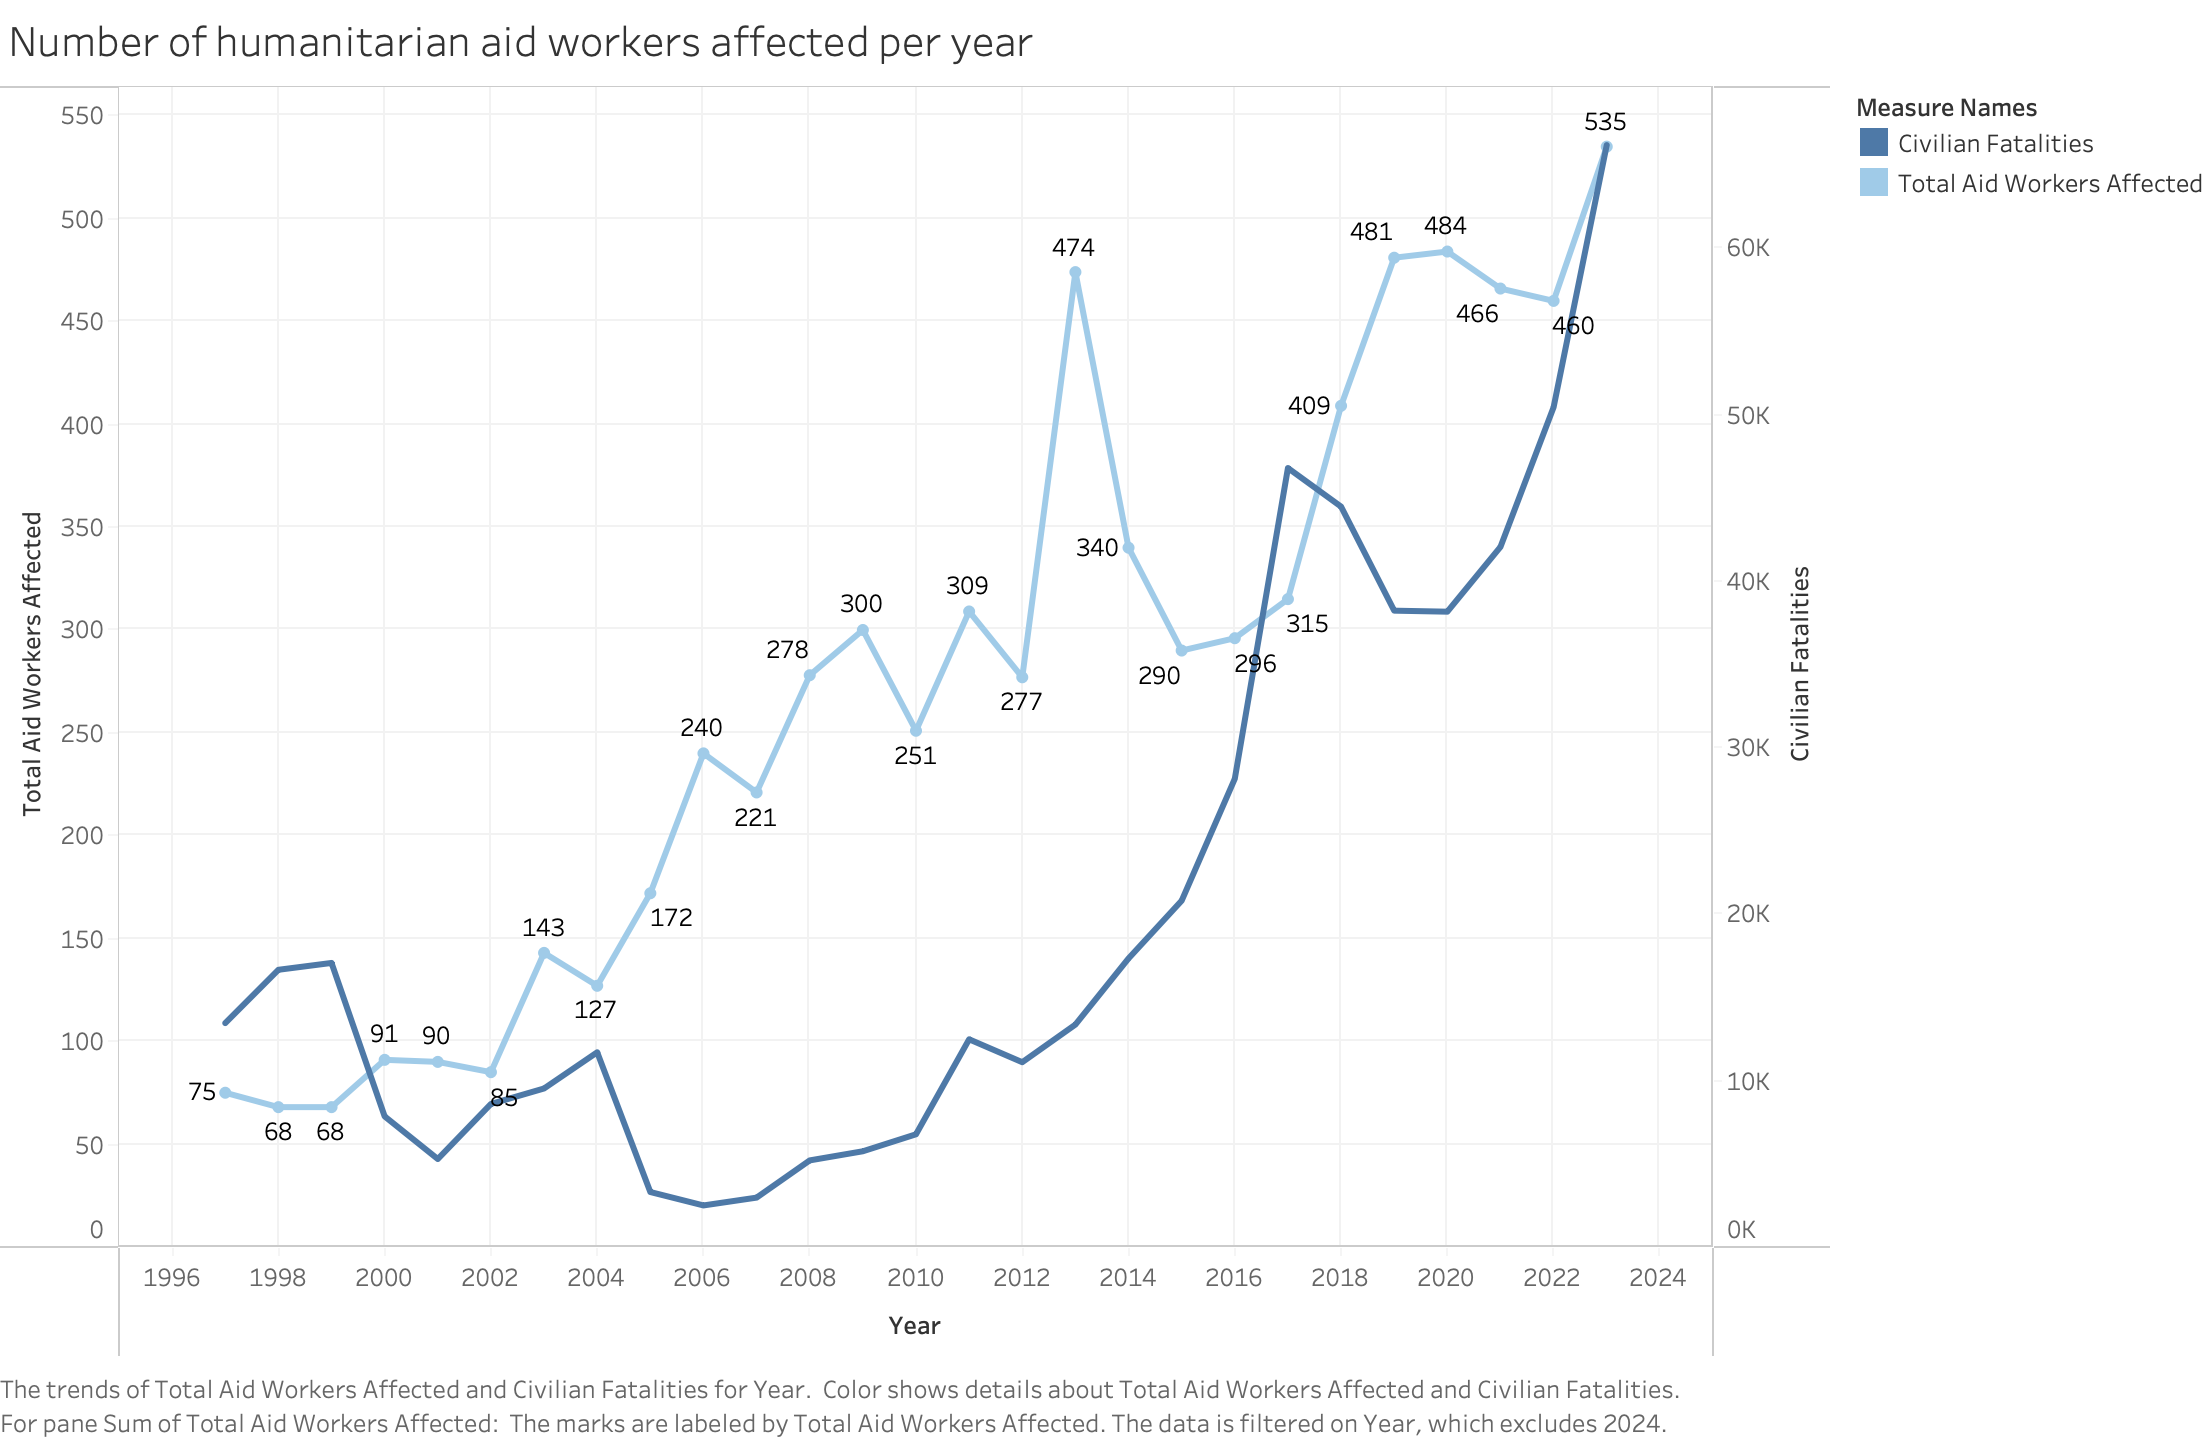 Number of humanitarian aid workers affected per year
Measure Names
Civilian Fatalities
Total Aid Workers Affected
Total Aid Workers Affected
550
500
450
400
350
300
250
200
150
100
50
0
75
68
68
91
90
85
143
127
172
240
221
278
300
251
309
277
474
340
290
296
315
409
481
484
466
460
535
60K
50K
40K
30K
20K
10K
0K
Civilian Fatalities
1996 1998 2000 2002 2004 2006 2008 2010 2012 2014 2016 2018 2020 2022 2024
Year
The trends of Total Aid Workers Affected and Civilian Fatalities for Year.  Color shows details about Total Aid Workers Affected and Civilian Fatalities.
For pane Sum of Total Aid Workers Affected:  The marks are labeled by Total Aid Workers Affected. The data is filtered on Year, which excludes 2024.